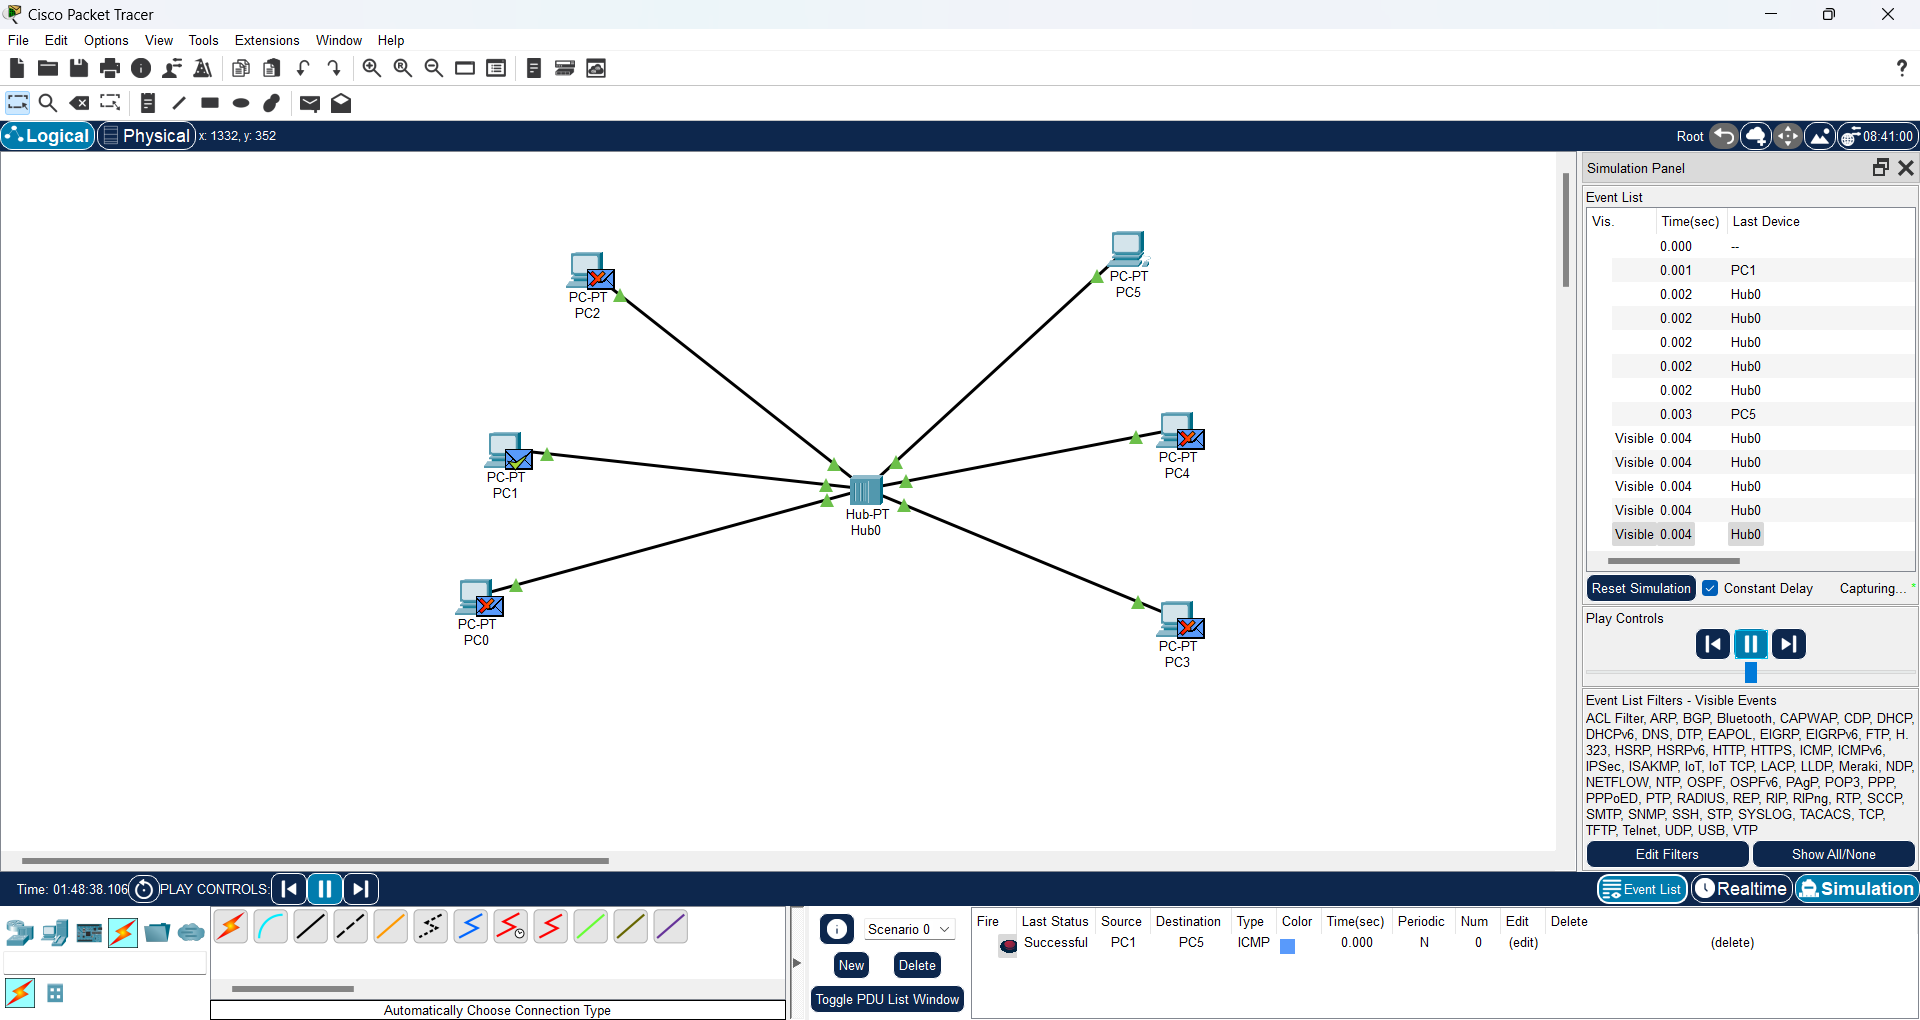 Cisco Packet Tracer
File Edit Options View Tools Extensions Window Help
?
Logical Physical x: 1332, y: 352 Root 08:41:00
Simulation Panel
Event List
Vis. Time(sec) Last Device
0.000 --
0.001 PC1
0.002 Hub0
0.002 Hub0
0.002 Hub0
0.002 Hub0
0.002 Hub0
0.003 PC5
Visible 0.004 Hub0
Visible 0.004 Hub0
Visible 0.004 Hub0
Visible 0.004 Hub0
Visible 0.004 Hub0
Reset Simulation Constant Delay Capturing...
Play Controls
Event List Filters - Visible Events
ACL Filter, ARP, BGP, Bluetooth, CAPWAP, CDP, DHCP,
DHCPv6, DNS, DTP, EAPOL, EIGRP, EIGRPv6, FTP, H.
323, HSRP, HSRPv6, HTTP, HTTPS, ICMP, ICMPv6,
IPSec, ISAKMP, IoT, IoT TCP, LACP, LLDP, Meraki, NDP,
NETFLOW, NTP, OSPF, OSPFv6, PAgP, POP3, PPP,
PPPoED, PTP, RADIUS, REP, RIP, RIPng, RTP, SCCP,
SMTP, SNMP, SSH, STP, SYSLOG, TACACS, TCP,
TFTP, Telnet, UDP, USB, VTP
Edit Filters Show All/None
PC-PT
PC2
PC-PT
PC5
PC-PT
PC1
PC-PT
PC4
Hub-PT
Hub0
PC-PT
PC0
PC-PT
PC3
Time: 01:48:38.106 PLAY CONTROLS: Event List Realtime Simulation
Automatically Choose Connection Type
Scenario 0
New Delete
Toggle PDU List Window
Fire Last Status Source Destination Type Color Time(sec) Periodic Num Edit Delete
Successful PC1 PC5 ICMP 0.000 N 0 (edit) (delete)